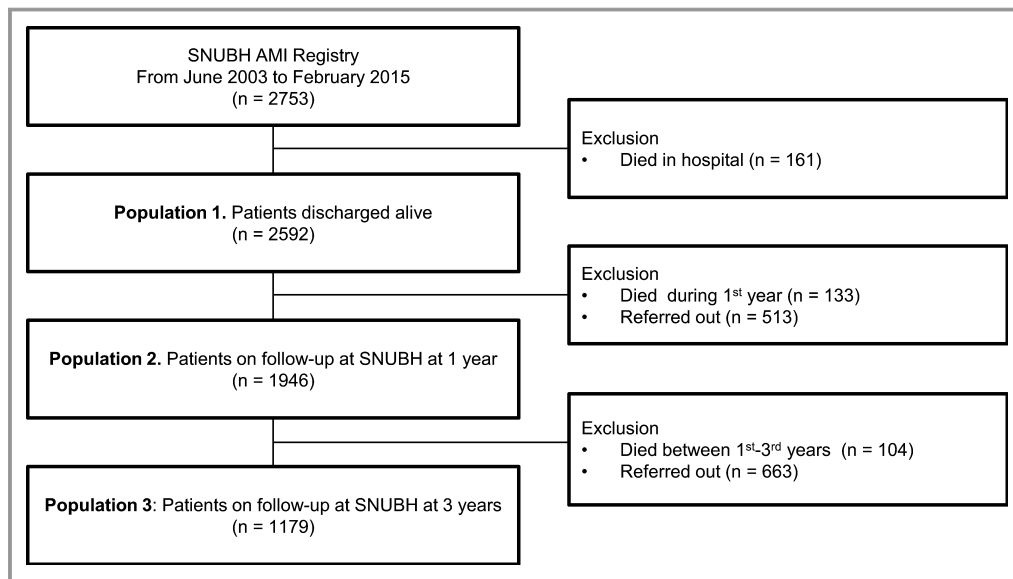 SNUBH AMI Registry
From June 2003 to February 2015
(n = 2753)
Exclusion
• Died in hospital (n = 161)
Population 1. Patients discharged alive
(n = 2592)
Exclusion
• Died during 1st year (n = 133)
• Referred out (n = 513)
Population 2. Patients on follow-up at SNUBH at 1 year
(n = 1946)
Exclusion
• Died between 1st-3rd years (n = 104)
• Referred out (n = 663)
Population 3: Patients on follow-up at SNUBH at 3 years
(n = 1179)